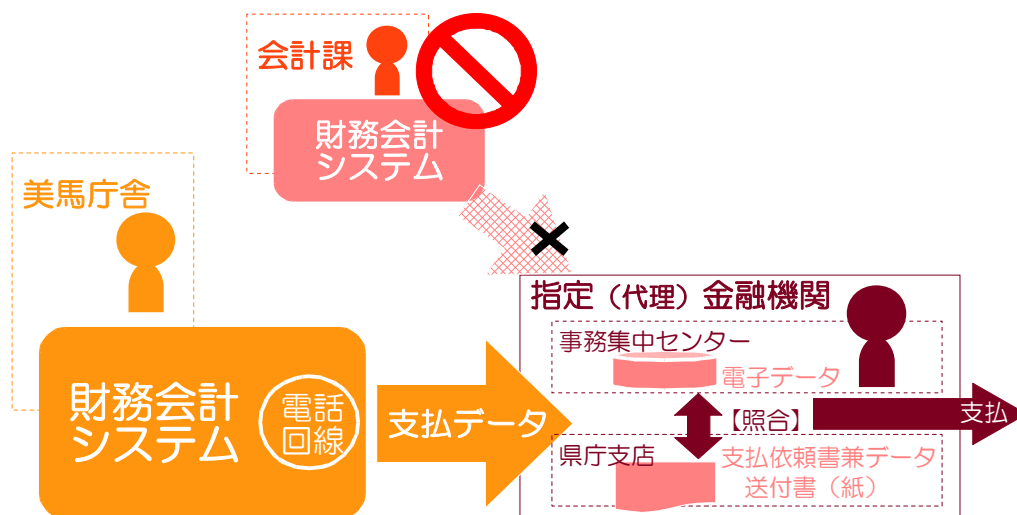 会計課
財務会計
システム
美馬庁舎
指定（代理）金融機関
事務集中センター
電子データ
財務会計
システム
電話
回線
支払データ
【照合】
支払
県庁支店
支払依頼書兼データ
送付書（紙）